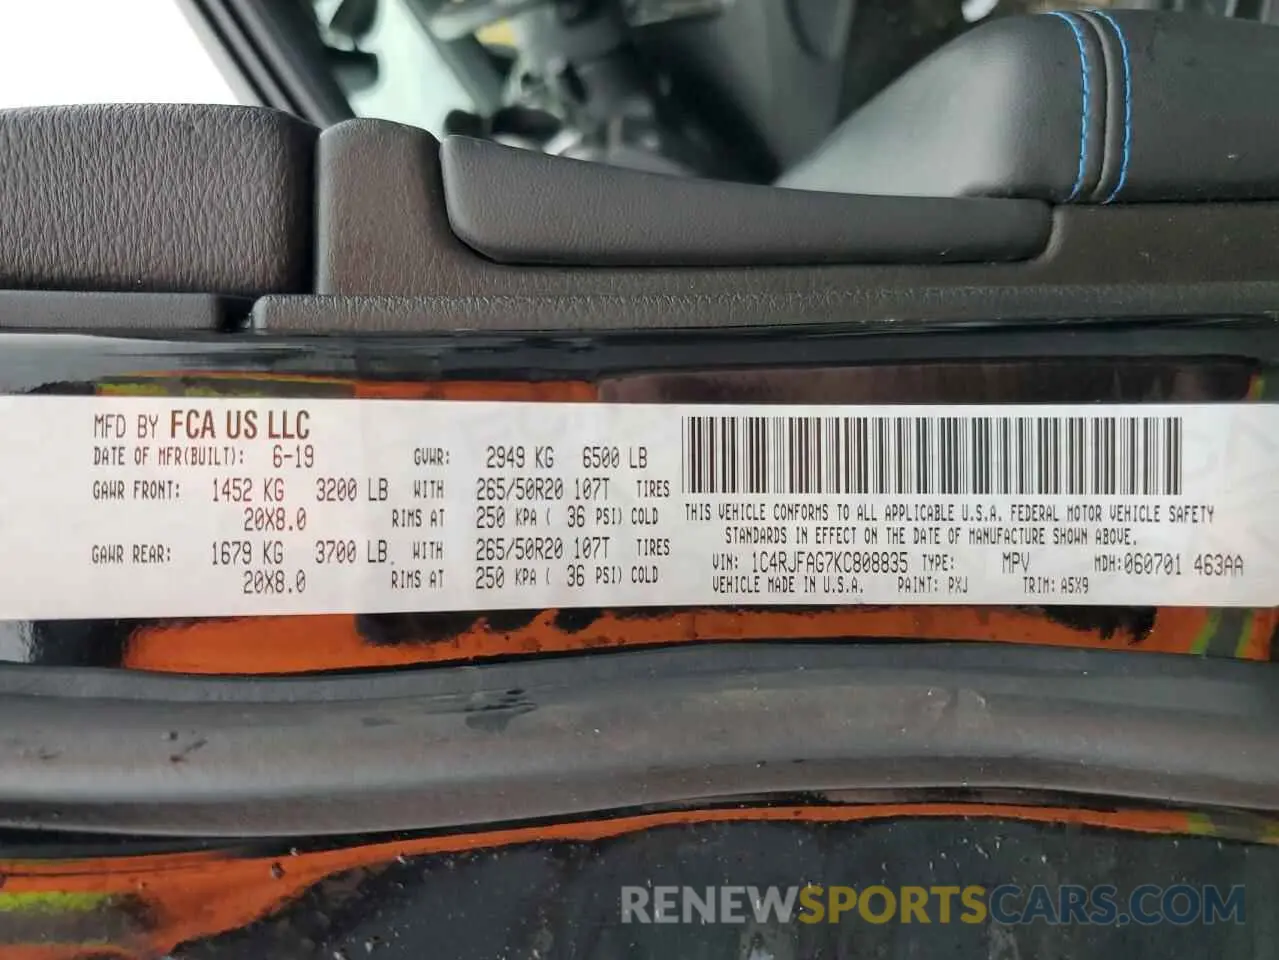 MFD BY FCA US LLC
DATE OF MFR(BUILT): 6-19 GVWR: 2949 KG 6500 LB
GAWR FRONT: 1452 KG 3200 LB WITH 265/50R20 107T TIRES
20X8.0 RIMS AT 250 KPA ( 36 PSI) COLD
GAWR REAR: 1679 KG 3700 LB WITH 265/50R20 107T TIRES
20X8.0 RIMS AT 250 KPA ( 36 PSI) COLD
THIS VEHICLE CONFORMS TO ALL APPLICABLE U.S.A. FEDERAL MOTOR VEHICLE SAFETY
STANDARDS IN EFFECT ON THE DATE OF MANUFACTURE SHOWN ABOVE.
VIN: 1C4RJFAG7KC808835 TYPE: MPV MDH:060701 463AA
VEHICLE MADE IN U.S.A. PAINT: PXJ TRIM: A5X9
RENEWSPORTSCARS.COM